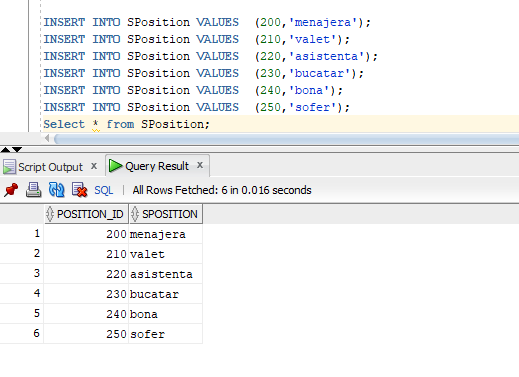 INSERT INTO SPosition VALUES  (200,'menajera');
INSERT INTO SPosition VALUES  (210,'valet');
INSERT INTO SPosition VALUES  (220,'asistenta');
INSERT INTO SPosition VALUES  (230,'bucatar');
INSERT INTO SPosition VALUES  (240,'bona');
INSERT INTO SPosition VALUES  (250,'sofer');
Select * from SPosition;
Script Output x Query Result x
SQL | All Rows Fetched: 6 in 0.016 seconds
POSITION_ID SPOSITION
1 200 menajera
2 210 valet
3 220 asistenta
4 230 bucatar
5 240 bona
6 250 sofer